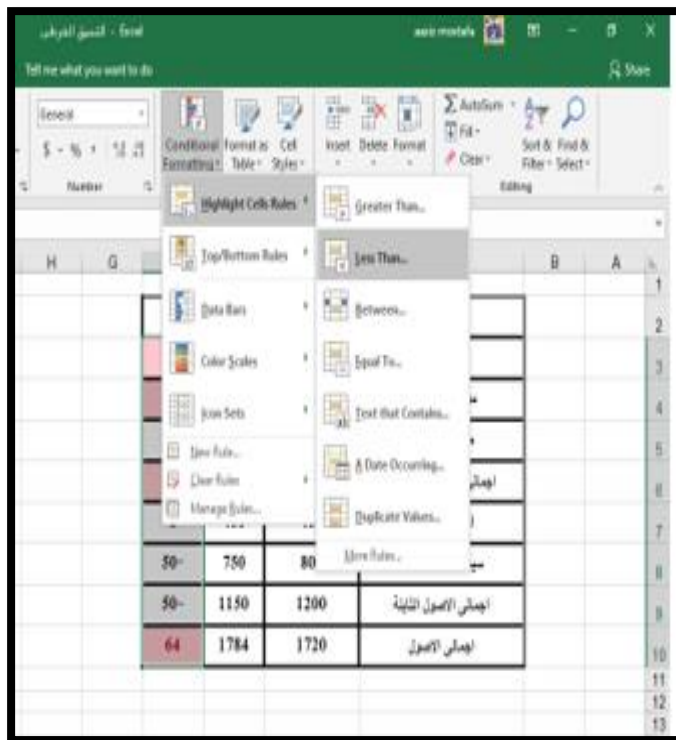 التنسيق الشرطي - Excel
Tell me what you want to do
Share
General
$ - % ,
Number
Conditional Formatting
Format as Table
Cell Styles
Insert
Delete
Format
AutoSum
Fill
Clear
Sort & Filter
Find & Select
Editing
Highlight Cells Rules
Top/Bottom Rules
Data Bars
Color Scales
Icon Sets
New Rule...
Clear Rules
Manage Rules...
Greater Than...
Less Than...
Between...
Equal To...
Text that Contains...
A Date Occurring...
Duplicate Values...
More Rules...
H G B A
1
2
3
4
5
6
7
8
9
10
11
12
13
50- 750 80
اجمالي الاصول الثابتة 1200 1150 50-
اجمالي الاصول 1720 1784 64